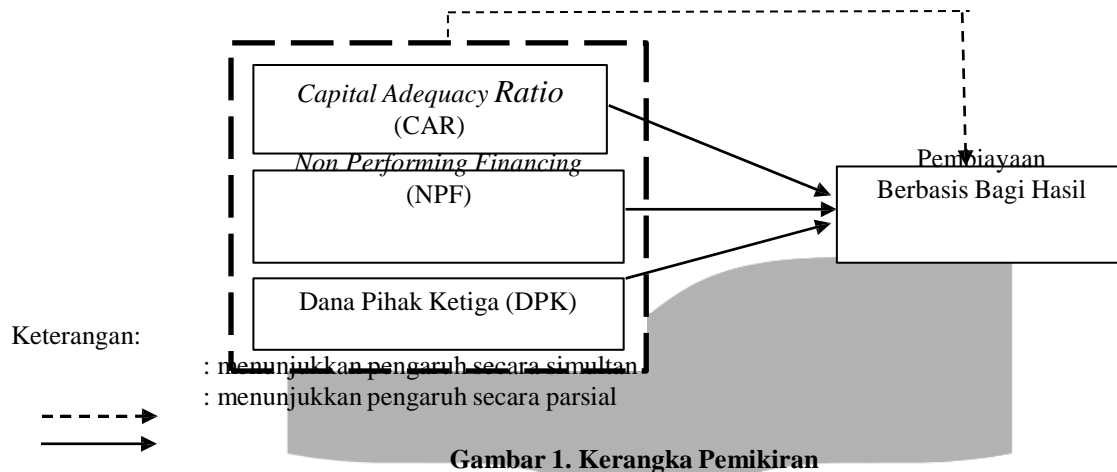 Capital Adequacy Ratio
(CAR)
Non Performing Financing
(NPF)
Dana Pihak Ketiga (DPK)
Pembiayaan
Berbasis Bagi Hasil
Keterangan:
: menunjukkan pengaruh secara simultan
: menunjukkan pengaruh secara parsial
Gambar 1. Kerangka Pemikiran